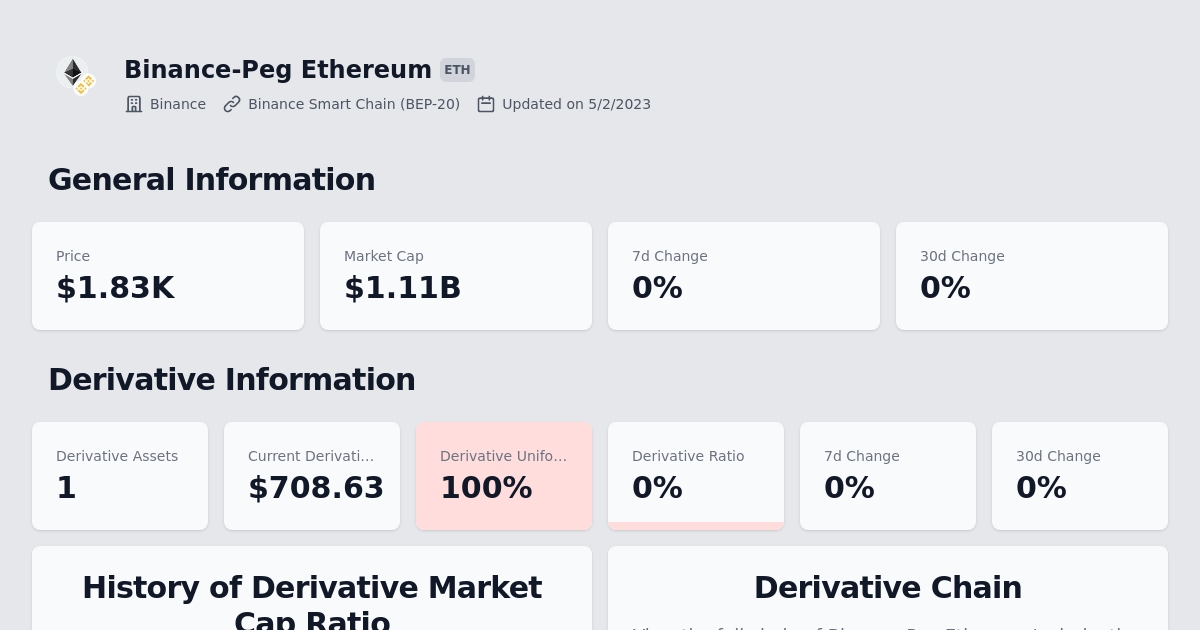 Binance-Peg Ethereum ETH
Binance Binance Smart Chain (BEP-20) Updated on 5/2/2023
General Information
Price Market Cap 7d Change 30d Change
$1.83K $1.11B 0% 0%
Derivative Information
Derivative Assets Current Derivati... Derivative Unifo... Derivative Ratio 7d Change 30d Change
1 $708.63 100% 0% 0% 0%
History of Derivative Market Derivative Chain
Cap Ratio